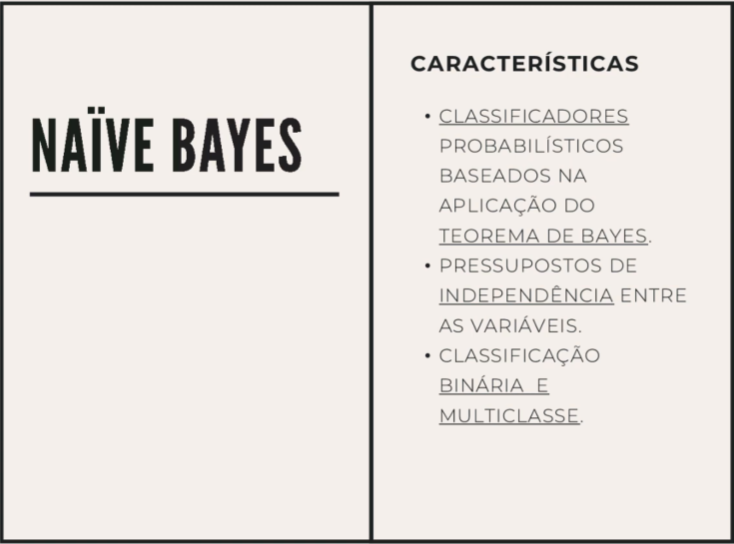 NAÏVE BAYES
CARACTERÍSTICAS
• CLASSIFICADORES
PROBABILÍSTICOS
BASEADOS NA
APLICAÇÃO DO
TEOREMA DE BAYES.
• PRESSUPOSTOS DE
INDEPENDÊNCIA ENTRE
AS VARIÁVEIS.
• CLASSIFICAÇÃO
BINÁRIA E
MULTICLASSE.